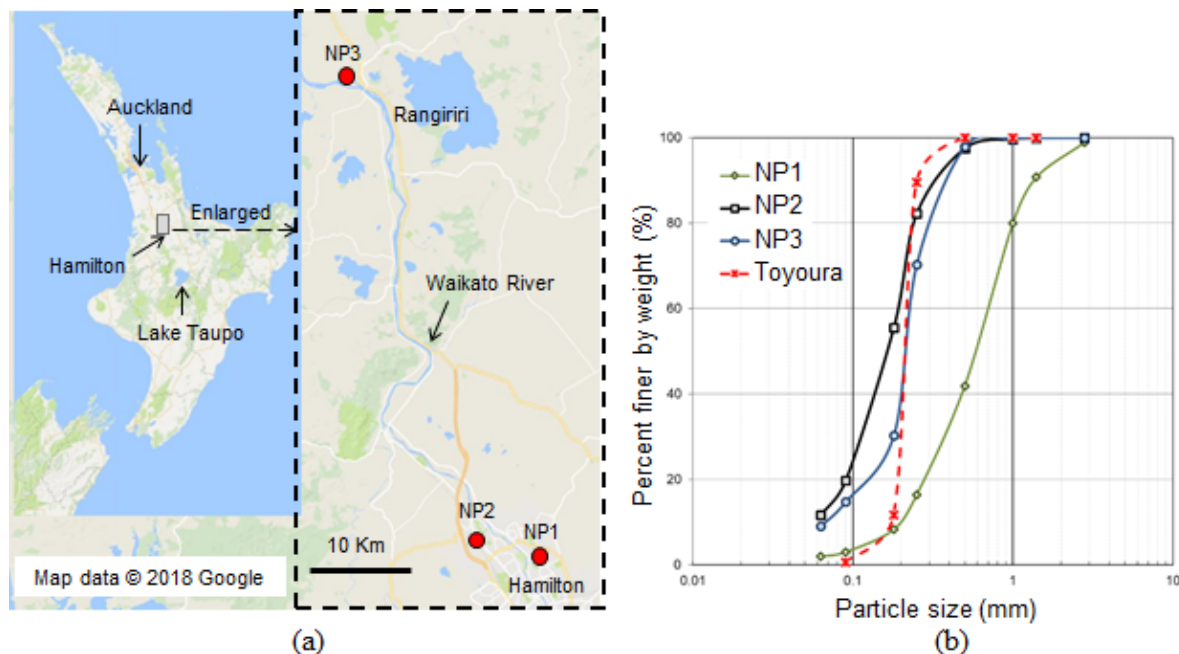 Auckland
Enlarged
Hamilton
Lake Taupo
Map data © 2018 Google
NP3
Rangiriri
Waikato River
NP2
NP1
10 Km
Hamilton
(a)
Percent finer by weight (%)
100
80
60
40
20
0
NP1
NP2
NP3
Toyoura
0.01
0.1
1
10
Particle size (mm)
(b)